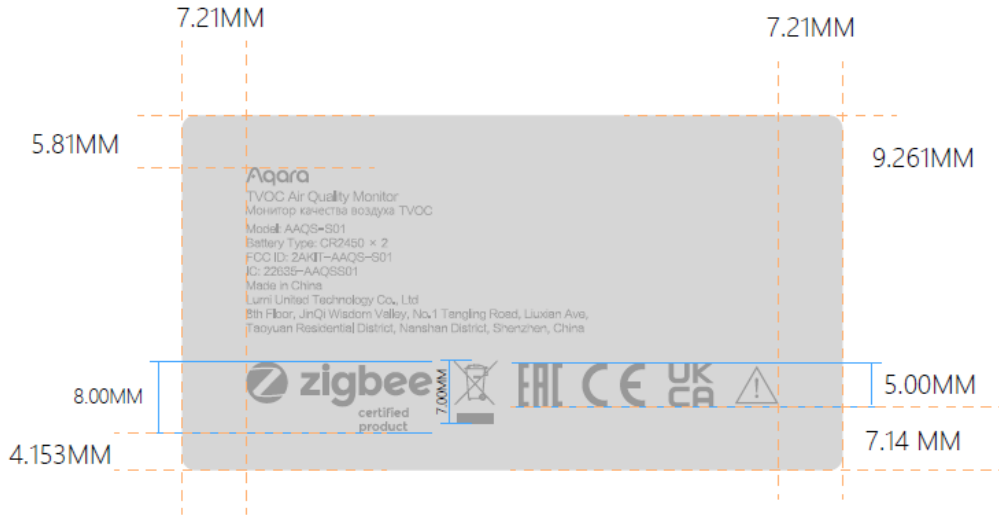 7.21MM
7.21MM
5.81MM
9.261MM
Aqara
TVOC Air Quality Monitor
Монитор качества воздуха TVOC
Model: AAQS-S01
Battery Type: CR2450 × 2
FCC ID: 2AKIT-AAQS-S01
IC: 22635-AAQSS01
Made in China
Lumi United Technology Co., Ltd
8th Floor, JinQi Wisdom Valley, No.1 Tangling Road, Liuxian Ave,
Taoyuan Residential District, Nanshan District, Shenzhen, China
8.00MM
zigbee
certified
product
7.00MM
EAC
CE
UK
CA
5.00MM
7.14 MM
4.153MM